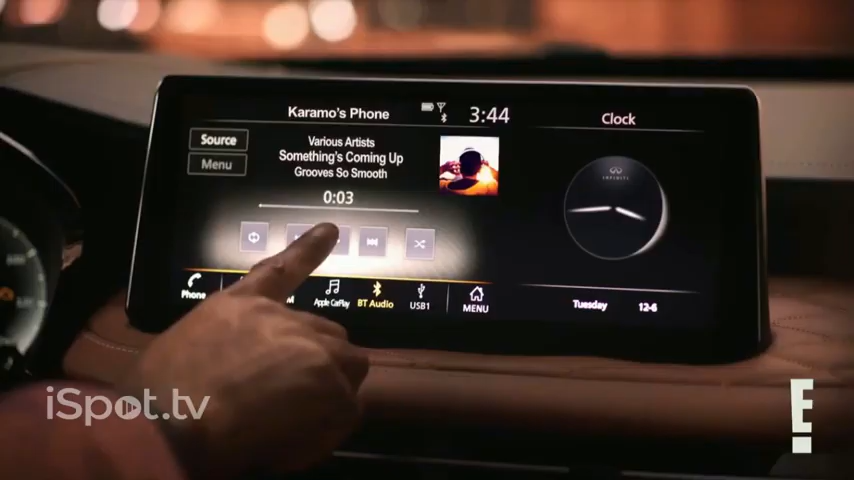 Karamo's Phone
3:44
Clock
Source
Menu
Various Artists
Something's Coming Up
Grooves So Smooth
0:03
INFINITI
Phone
Apple CarPlay
BT Audio
USB1
MENU
Tuesday
12-6
iSpot.tv
E!